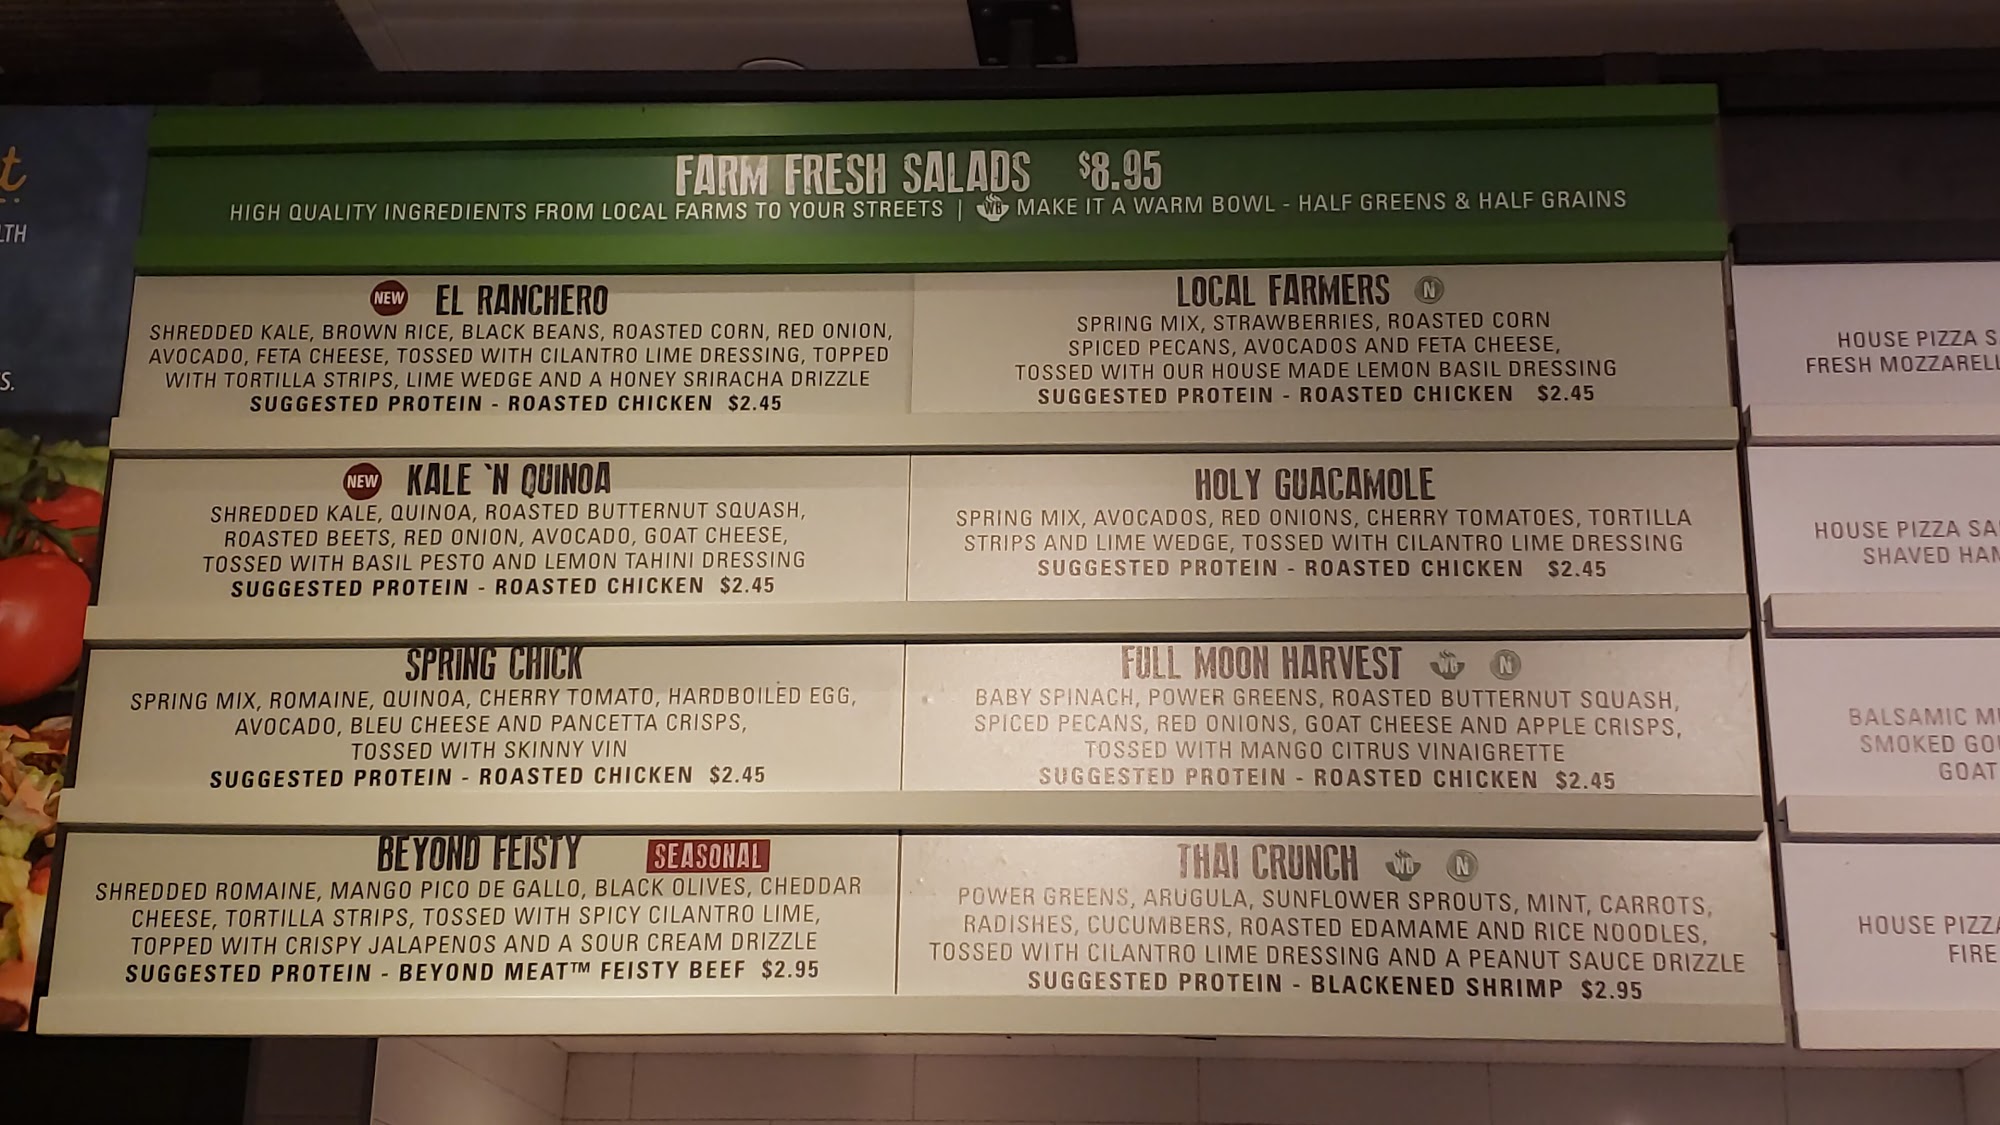 t
LTH
S.
FARM FRESH SALADS $8.95
HIGH QUALITY INGREDIENTS FROM LOCAL FARMS TO YOUR STREETS | WB MAKE IT A WARM BOWL - HALF GREENS & HALF GRAINS
NEW EL RANCHERO
SHREDDED KALE, BROWN RICE, BLACK BEANS, ROASTED CORN, RED ONION,
AVOCADO, FETA CHEESE, TOSSED WITH CILANTRO LIME DRESSING, TOPPED
WITH TORTILLA STRIPS, LIME WEDGE AND A HONEY SRIRACHA DRIZZLE
SUGGESTED PROTEIN - ROASTED CHICKEN $2.45
LOCAL FARMERS N
SPRING MIX, STRAWBERRIES, ROASTED CORN
SPICED PECANS, AVOCADOS AND FETA CHEESE,
TOSSED WITH OUR HOUSE MADE LEMON BASIL DRESSING
SUGGESTED PROTEIN - ROASTED CHICKEN $2.45
NEW KALE 'N QUINOA
SHREDDED KALE, QUINOA, ROASTED BUTTERNUT SQUASH,
ROASTED BEETS, RED ONION, AVOCADO, GOAT CHEESE,
TOSSED WITH BASIL PESTO AND LEMON TAHINI DRESSING
SUGGESTED PROTEIN - ROASTED CHICKEN $2.45
HOLY GUACAMOLE
SPRING MIX, AVOCADOS, RED ONIONS, CHERRY TOMATOES, TORTILLA
STRIPS AND LIME WEDGE, TOSSED WITH CILANTRO LIME DRESSING
SUGGESTED PROTEIN - ROASTED CHICKEN $2.45
SPRING CHICK
SPRING MIX, ROMAINE, QUINOA, CHERRY TOMATO, HARDBOILED EGG,
AVOCADO, BLEU CHEESE AND PANCETTA CRISPS,
TOSSED WITH SKINNY VIN
SUGGESTED PROTEIN - ROASTED CHICKEN $2.45
FULL MOON HARVEST WB N
BABY SPINACH, POWER GREENS, ROASTED BUTTERNUT SQUASH,
SPICED PECANS, RED ONIONS, GOAT CHEESE AND APPLE CRISPS,
TOSSED WITH MANGO CITRUS VINAIGRETTE
SUGGESTED PROTEIN - ROASTED CHICKEN $2.45
BEYOND FEISTY SEASONAL
SHREDDED ROMAINE, MANGO PICO DE GALLO, BLACK OLIVES, CHEDDAR
CHEESE, TORTILLA STRIPS, TOSSED WITH SPICY CILANTRO LIME,
TOPPED WITH CRISPY JALAPENOS AND A SOUR CREAM DRIZZLE
SUGGESTED PROTEIN - BEYOND MEAT™ FEISTY BEEF $2.95
THAI CRUNCH WB N
POWER GREENS, ARUGULA, SUNFLOWER SPROUTS, MINT, CARROTS,
RADISHES, CUCUMBERS, ROASTED EDAMAME AND RICE NOODLES,
TOSSED WITH CILANTRO LIME DRESSING AND A PEANUT SAUCE DRIZZLE
SUGGESTED PROTEIN - BLACKENED SHRIMP $2.95
HOUSE PIZZA S
FRESH MOZZARELL
HOUSE PIZZA SA
SHAVED HAM
BALSAMIC M
SMOKED GO
GOAT
HOUSE PIZZA
FIRE